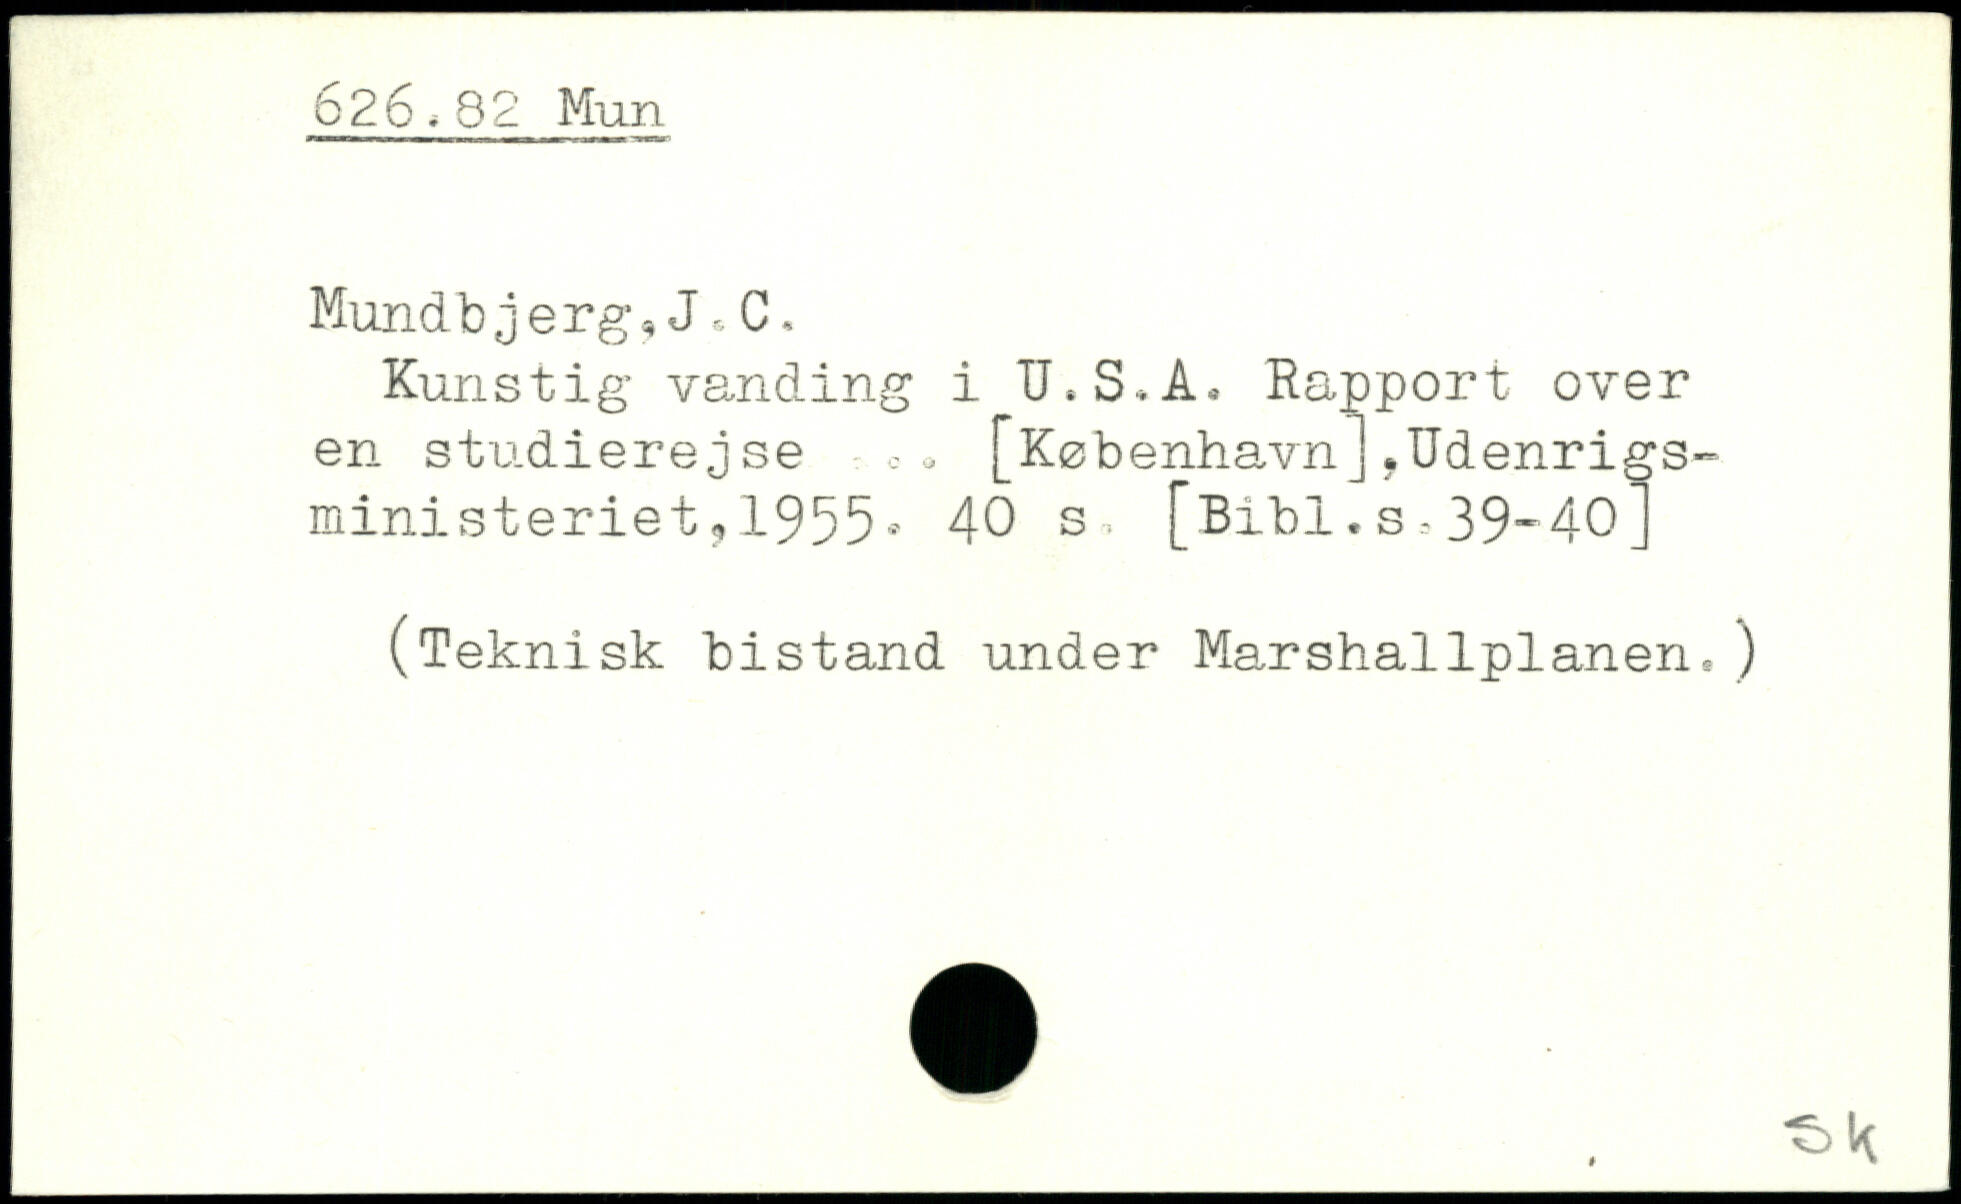 626.82 Mun
Mundbjerg,J.C.
Kunstig vanding i U.S.A. Rapport over
en studierejse ... [København],Udenrigs-
ministeriet,1955. 40 s. [Bibl.s.39-40]
(Teknisk bistand under Marshallplanen.)
Sk